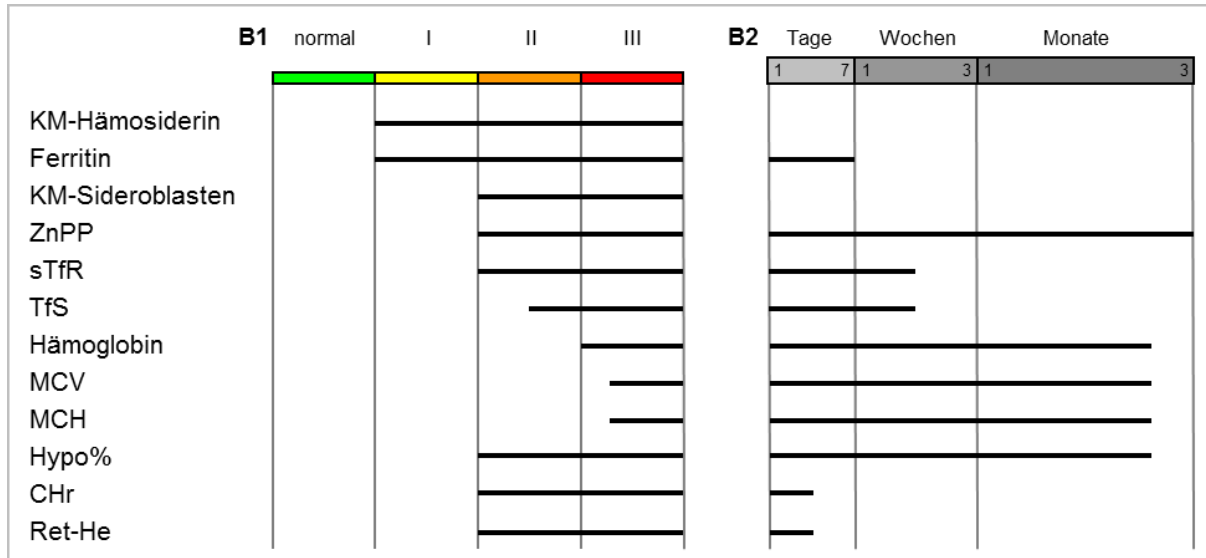 B1 normal I II III B2 Tage Wochen Monate
1 7 1 3 1 3
KM-Hämosiderin
Ferritin
KM-Sideroblasten
ZnPP
sTfR
TfS
Hämoglobin
MCV
MCH
Hypo%
CHr
Ret-He